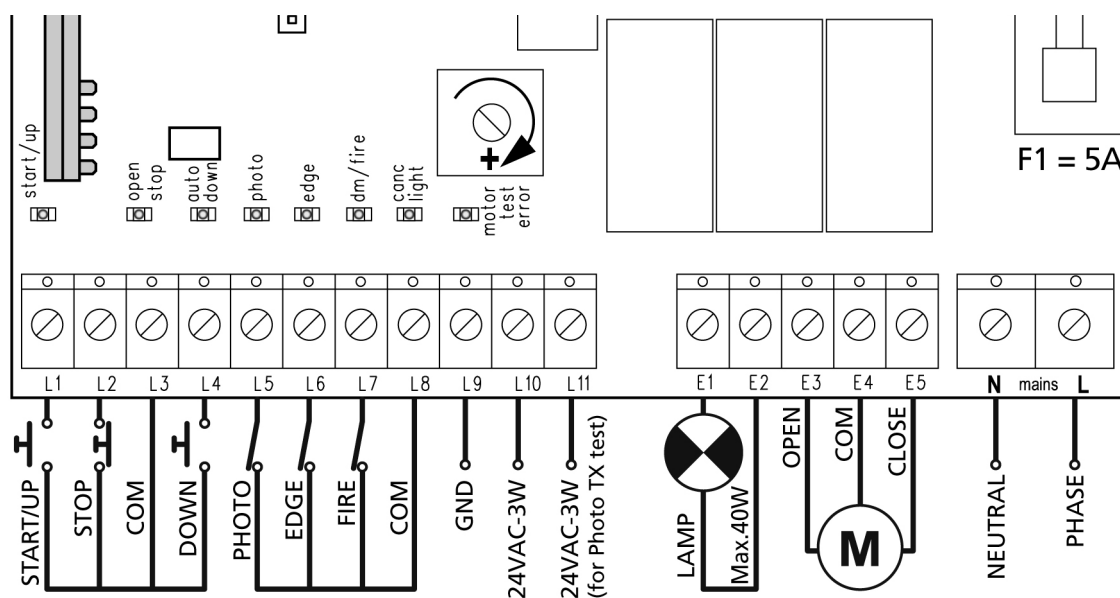 start/up
open
stop
auto
down
photo
edge
dm/fire
canc
light
motor
test
error
+
F1 = 5A
L1 L2 L3 L4 L5 L6 L7 L8 L9 L10 L11
E1 E2 E3 E4 E5
N mains L
START/UP
STOP
COM
DOWN
PHOTO
EDGE
FIRE
COM
GND
24VAC-3W
24VAC-3W
(for Photo TX test)
LAMP
Max.40W
OPEN
COM
CLOSE
M
NEUTRAL
PHASE